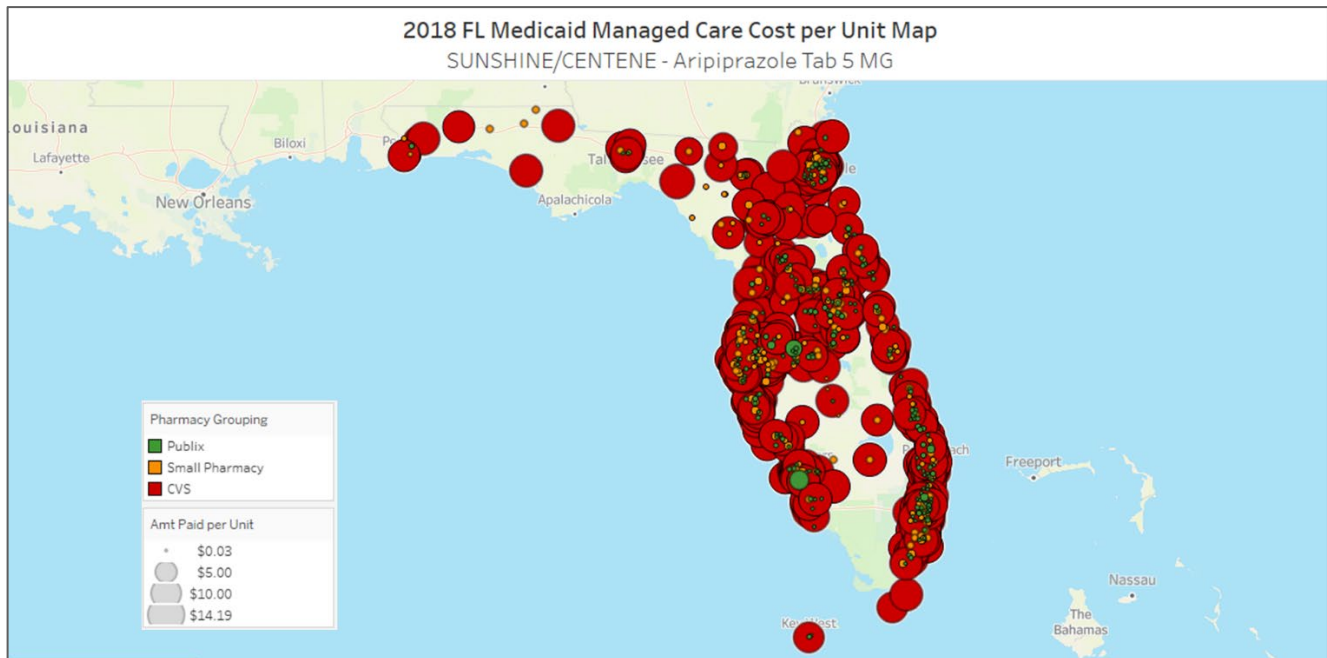 2018 FL Medicaid Managed Care Cost per Unit Map
SUNSHINE/CENTENE - Aripiprazole Tab 5 MG
Louisiana
Lafayette
New Orleans
Biloxi
Apalachicola
Freeport
Nassau
The
Bahamas
Pharmacy Grouping
Publix
Small Pharmacy
CVS
Amt Paid per Unit
$0.03
$5.00
$10.00
$14.19